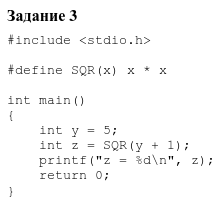 Задание 3
#include <stdio.h>
#define SQR(x) x * x
int main()
{
    int y = 5;
    int z = SQR(y + 1);
    printf("z = %d\n", z);
    return 0;
}